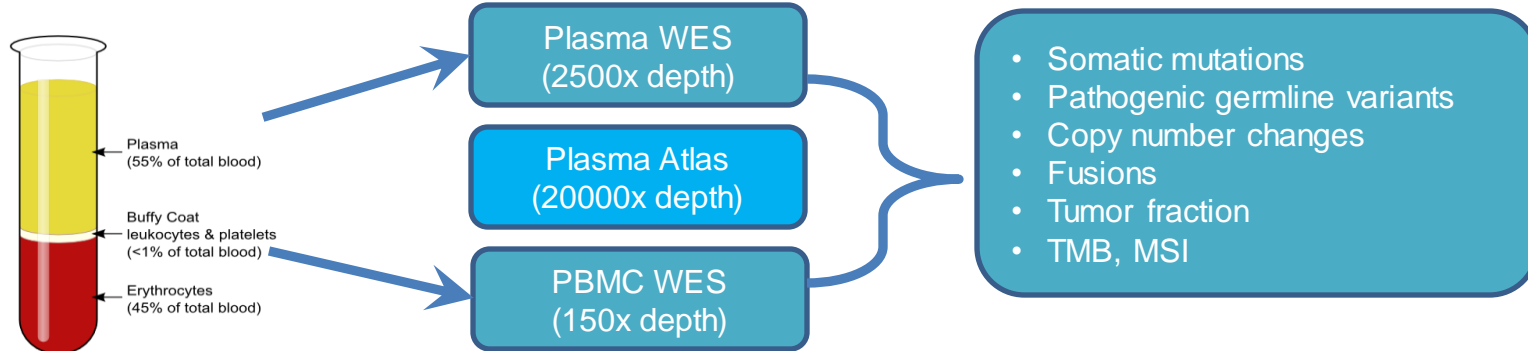 Plasma
(55% of total blood)
Buffy Coat
leukocytes & platelets
(<1% of total blood)
Erythrocytes
(45% of total blood)
Plasma WES
(2500x depth)
Plasma Atlas
(20000x depth)
PBMC WES
(150x depth)
• Somatic mutations
• Pathogenic germline variants
• Copy number changes
• Fusions
• Tumor fraction
• TMB, MSI